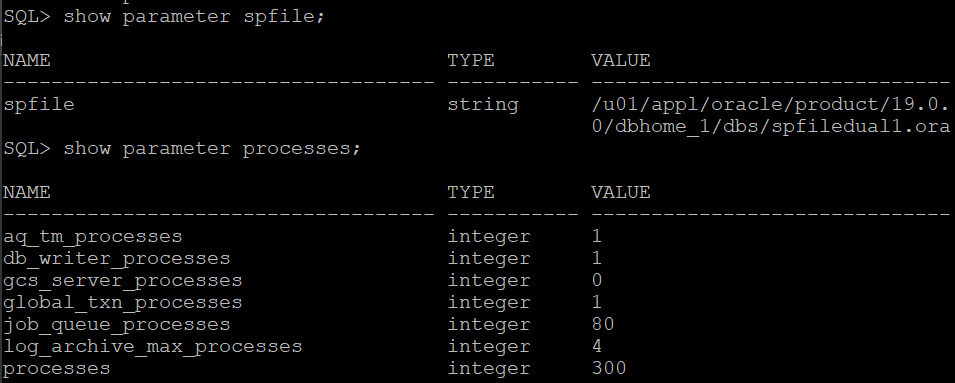 SQL> show parameter spfile;
NAME TYPE VALUE
------------------------------------ ----------- ------------------------------
spfile string /u01/appl/oracle/product/19.0.
0/dbhome_1/dbs/spfiledual1.ora
SQL> show parameter processes;
NAME TYPE VALUE
------------------------------------ ----------- ------------------------------
aq_tm_processes integer 1
db_writer_processes integer 1
gcs_server_processes integer 0
global_txn_processes integer 1
job_queue_processes integer 80
log_archive_max_processes integer 4
processes integer 300